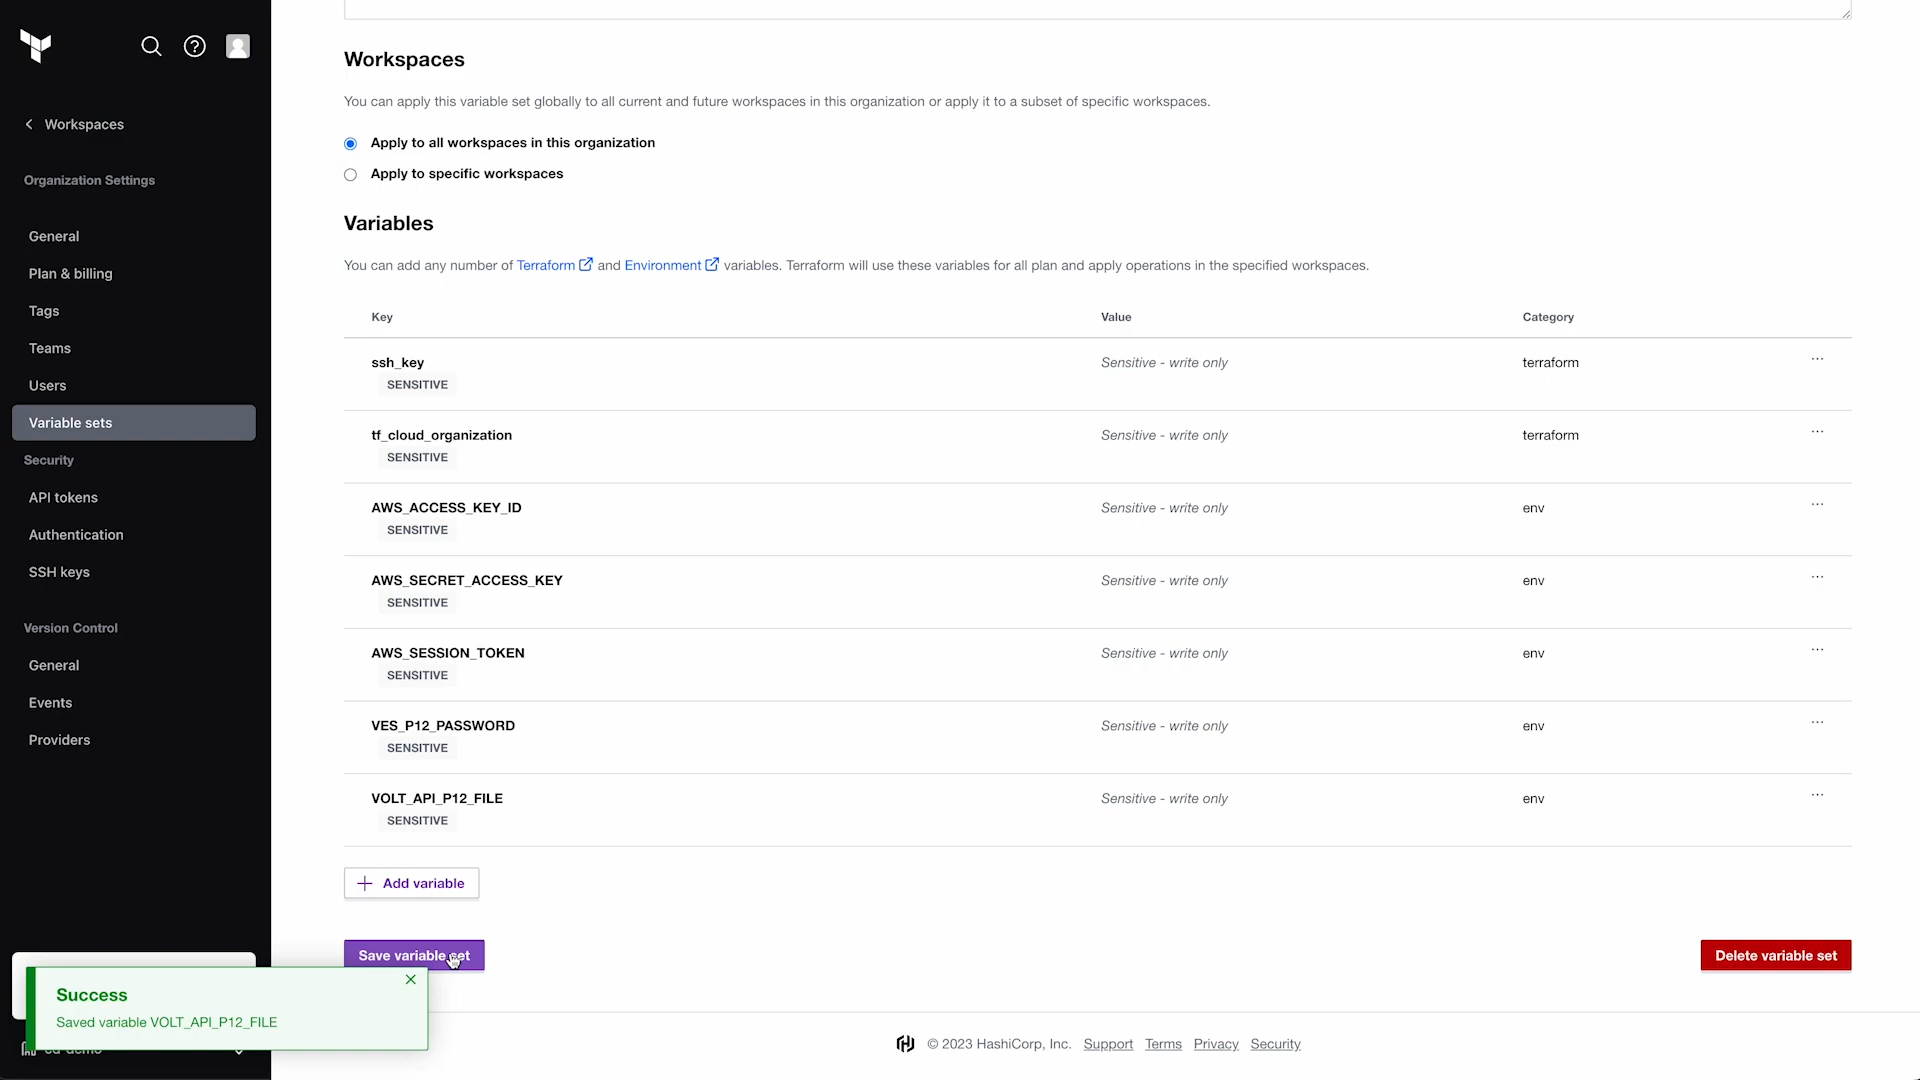 Workspaces
You can apply this variable set globally to all current and future workspaces in this organization or apply it to a subset of specific workspaces.
Apply to all workspaces in this organization
Apply to specific workspaces
Variables
You can add any number of Terraform and Environment variables. Terraform will use these variables for all plan and apply operations in the specified workspaces.
Key Value Category
ssh_key Sensitive - write only terraform ...
SENSITIVE
tf_cloud_organization Sensitive - write only terraform ...
SENSITIVE
AWS_ACCESS_KEY_ID Sensitive - write only env ...
SENSITIVE
AWS_SECRET_ACCESS_KEY Sensitive - write only env ...
SENSITIVE
AWS_SESSION_TOKEN Sensitive - write only env ...
SENSITIVE
VES_P12_PASSWORD Sensitive - write only env ...
SENSITIVE
VOLT_API_P12_FILE Sensitive - write only env ...
SENSITIVE
+ Add variable
Save variable set
Delete variable set
© 2023 HashiCorp, Inc. Support Terms Privacy Security
Workspaces
Organization Settings
General
Plan & billing
Tags
Teams
Users
Variable sets
Security
API tokens
Authentication
SSH keys
Version Control
General
Events
Providers
Success
Saved variable VOLT_API_P12_FILE